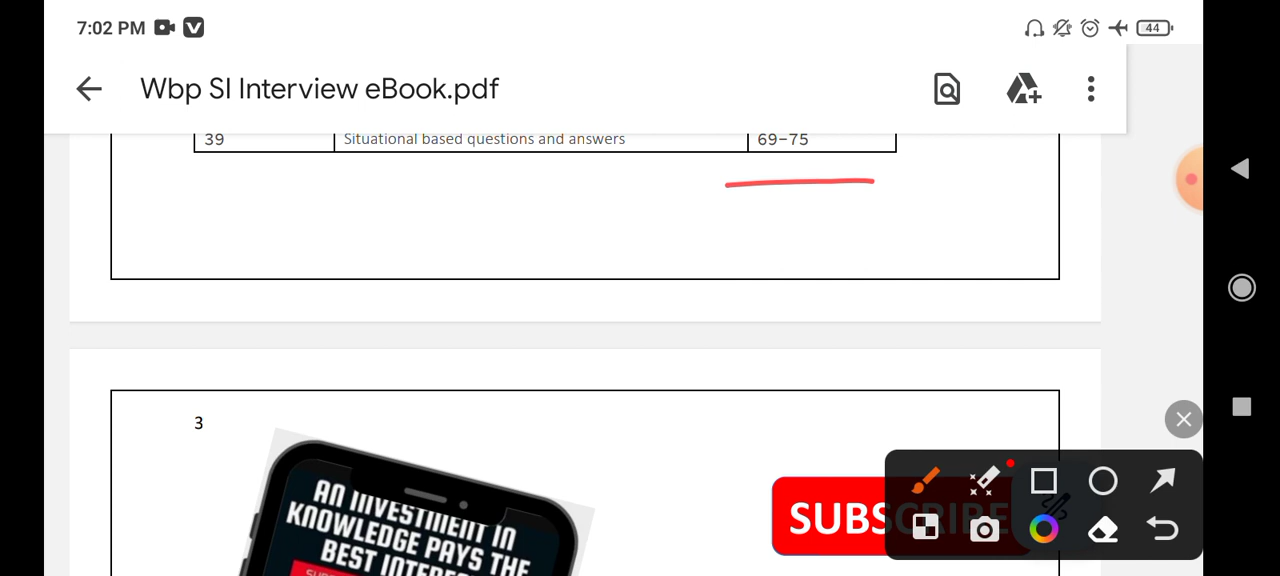 7:02 PM
44
Wbp SI Interview eBook.pdf
39 Situational based questions and answers 69-75
3
AN INVESTMENT IN
KNOWLEDGE PAYS THE
BEST
SUBSCRIBE